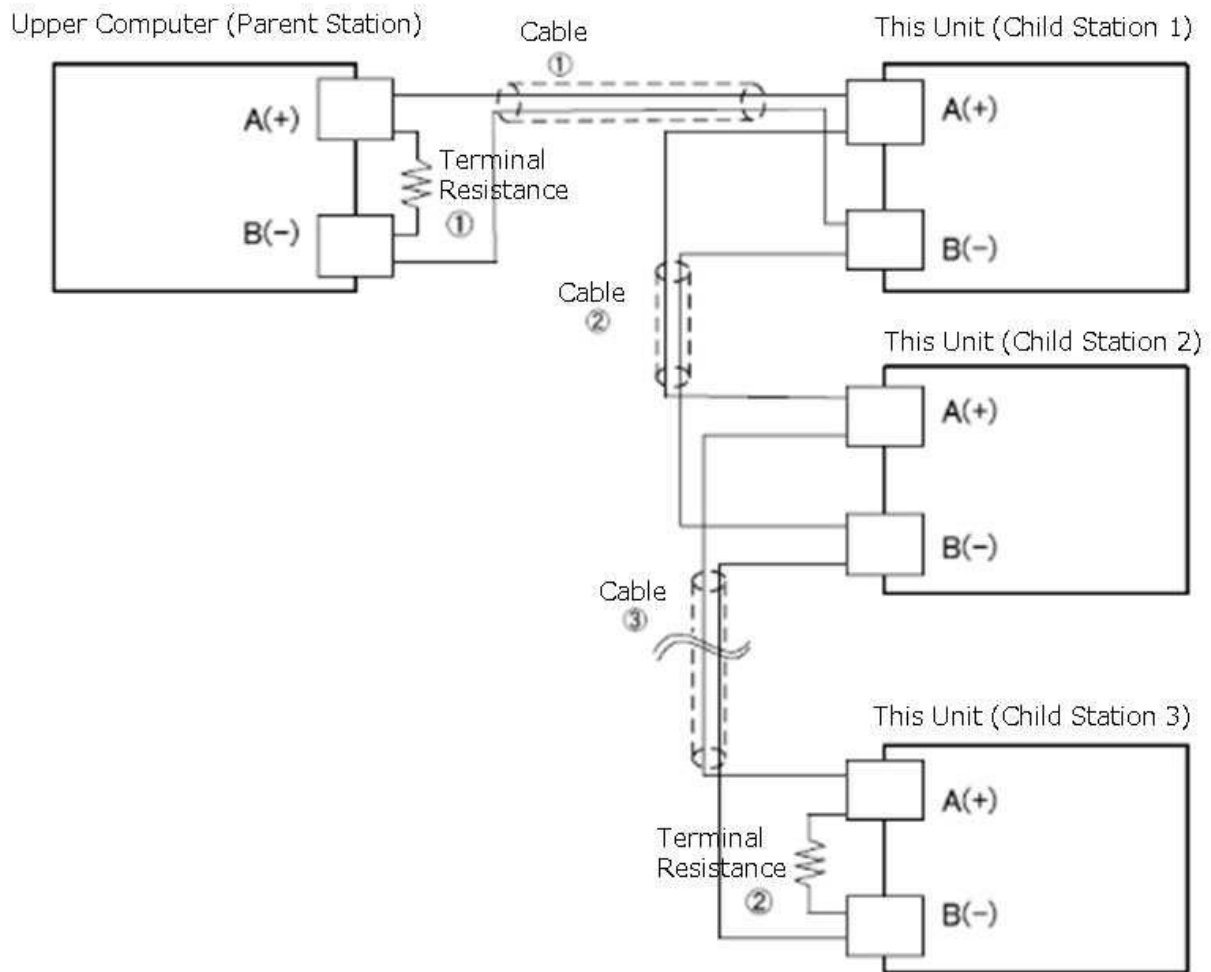 Upper Computer (Parent Station)
Cable
①
This Unit (Child Station 1)
A(+)
A(+)
Terminal
Resistance
①
B(-)
B(-)
Cable
②
This Unit (Child Station 2)
A(+)
B(-)
Cable
③
This Unit (Child Station 3)
A(+)
Terminal
Resistance
②
B(-)